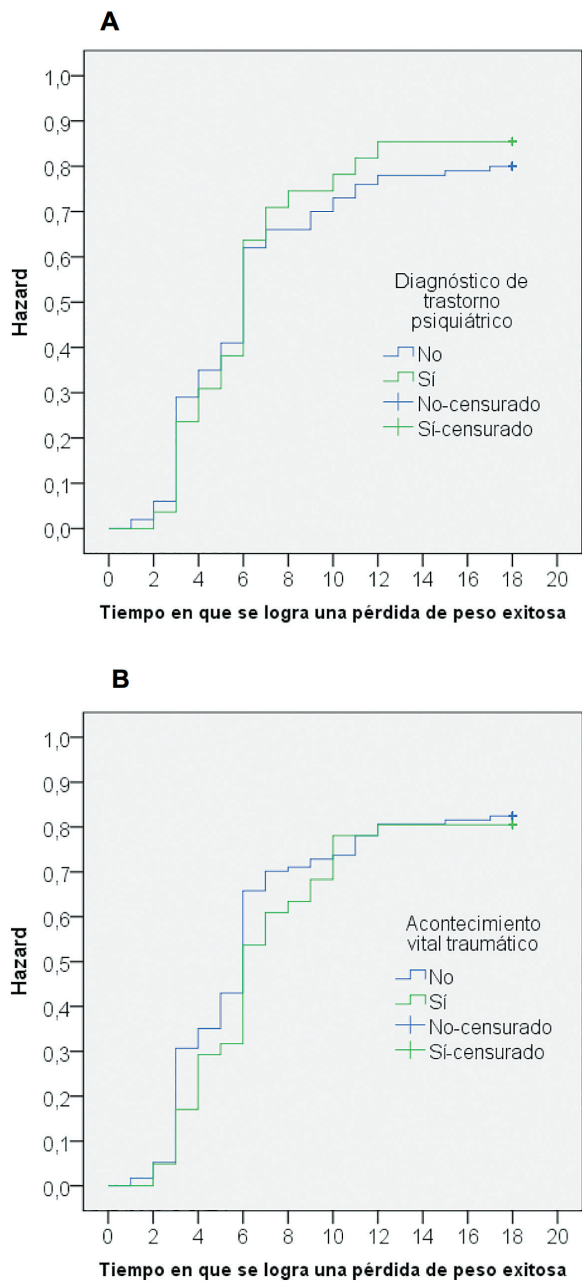 A
1,0
0,9
0,8
0,7
0,6
0,5
0,4
0,3
0,2
0,1
0,0
Hazard
Diagnóstico de
trastorno
psiquiátrico
No
Sí
No-censurado
Sí-censurado
0 2 4 6 8 10 12 14 16 18 20
Tiempo en que se logra una pérdida de peso exitosa
B
1,0
0,9
0,8
0,7
0,6
0,5
0,4
0,3
0,2
0,1
0,0
Hazard
Acontecimiento
vital traumático
No
Sí
No-censurado
Sí-censurado
0 2 4 6 8 10 12 14 16 18 20
Tiempo en que se logra una pérdida de peso exitosa